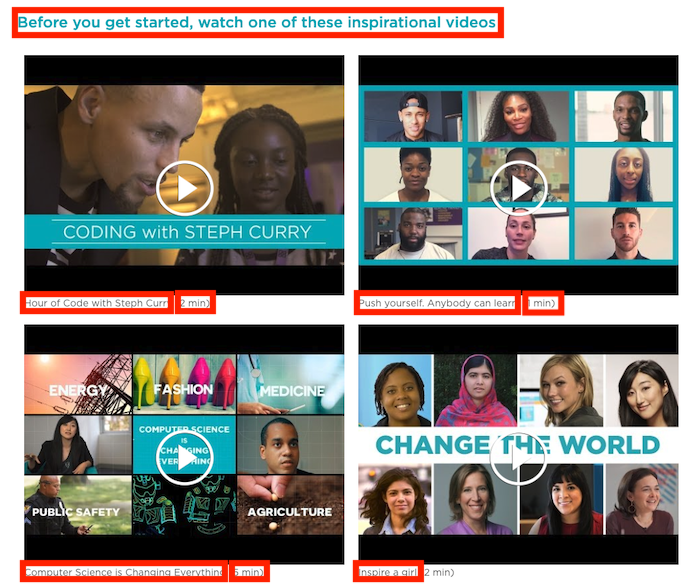 Before you get started, watch one of these inspirational videos
CODING with STEPH CURRY
Hour of Code with Steph Curry (2 min)
Push yourself. Anybody can learn (1 min)
ENERGY
FASHION
MEDICINE
COMPUTER SCIENCE
IS
CHANGING
EVERYTHING
PUBLIC SAFETY
AGRICULTURE
CHANGE THE WORLD
Computer Science is Changing Everything min)
Inspire a girl (2 min)